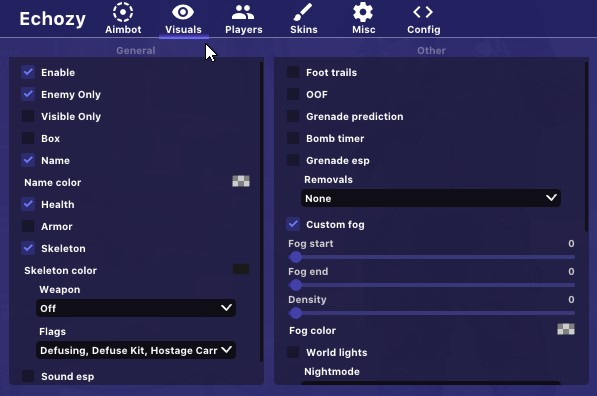 Echozy
Aimbot
Visuals
Players
Skins
Misc
Config
General
Enable
Enemy Only
Visible Only
Box
Name
Name color
Health
Armor
Skeleton
Skeleton color
Weapon
Off
Flags
Defusing, Defuse Kit, Hostage Carr
Sound esp
Other
Foot trails
OOF
Grenade prediction
Bomb timer
Grenade esp
Removals
None
Custom fog
Fog start 0
Fog end 0
Density 0
Fog color
World lights
Nightmode